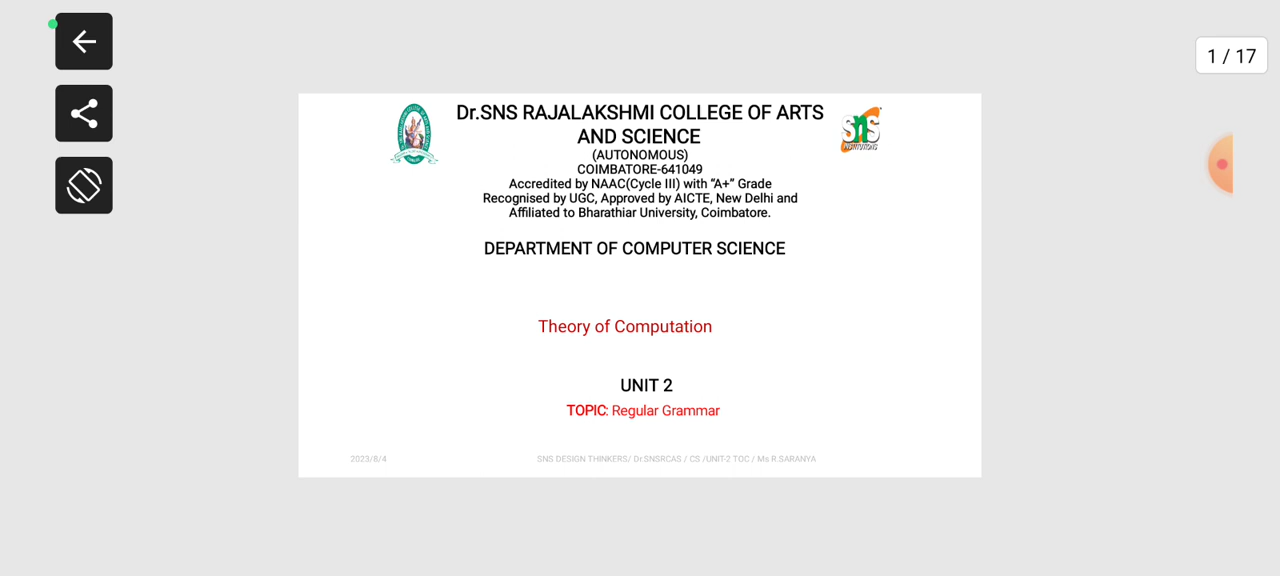 1 / 17
Dr.SNS RAJALAKSHMI COLLEGE OF ARTS
AND SCIENCE
(AUTONOMOUS)
COIMBATORE-641049
Accredited by NAAC(Cycle III) with “A+” Grade
Recognised by UGC, Approved by AICTE, New Delhi and
Affiliated to Bharathiar University, Coimbatore.
SNS
INSTITUTIONS
DEPARTMENT OF COMPUTER SCIENCE
Theory of Computation
UNIT 2
TOPIC: Regular Grammar
2023/8/4
SNS DESIGN THINKERS/ Dr.SNSRCAS / CS /UNIT-2 TOC / Ms.R.SARANYA